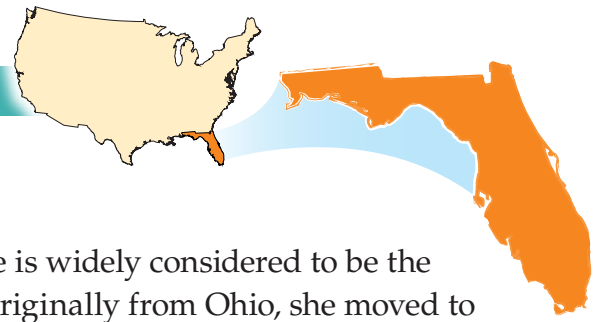 e is widely considered to be the
riginally from Ohio, she moved to